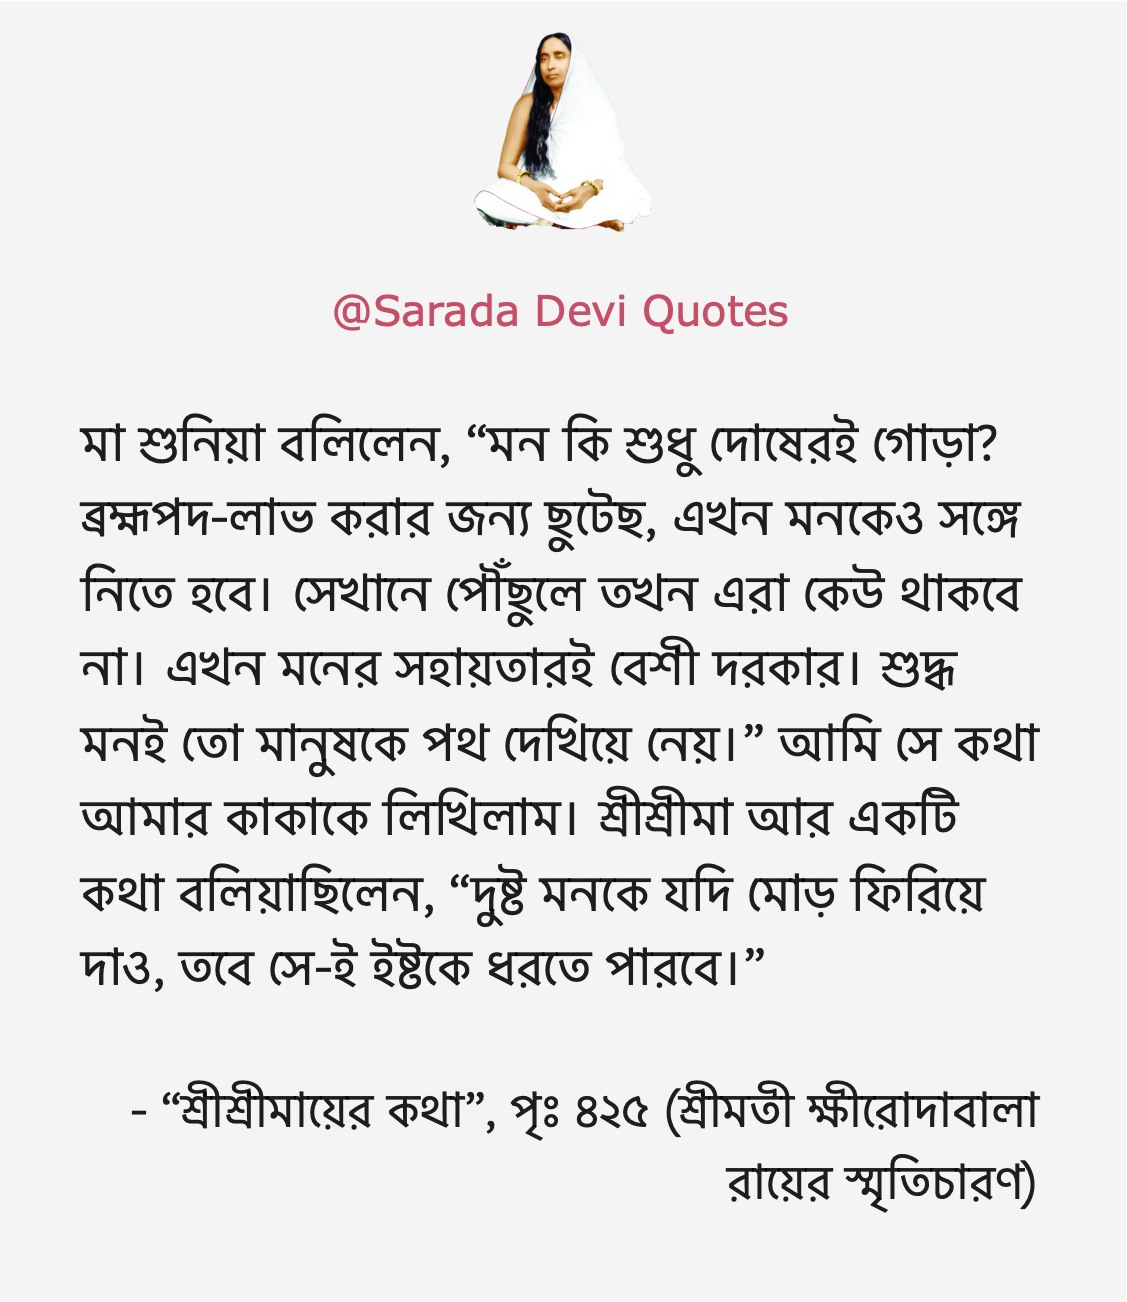 @Sarada Devi Quotes
মা শুনিয়া বলিলেন, “মন কি শুধু দোষেরই গোড়া?
ব্রহ্মপদ-লাভ করার জন্য ছুটেছ, এখন মনকেও সঙ্গে
নিতে হবে। সেখানে পৌঁছুলে তখন এরা কেউ থাকবে
না। এখন মনের সহায়তারই বেশী দরকার। শুদ্ধ
মনই তো মানুষকে পথ দেখিয়ে নেয়।” আমি সে কথা
আমার কাকাকে লিখিলাম। শ্রীশ্রীমা আর একটি
কথা বলিয়াছিলেন, “দুষ্ট মনকে যদি মোড় ফিরিয়ে
দাও, তবে সে-ই ইষ্টকে ধরতে পারবে।”
- “শ্রীশ্রীমায়ের কথা”, পৃঃ ৪২৫ (শ্রীমতী ক্ষীরোদাবালা
রায়ের স্মৃতিচারণ)